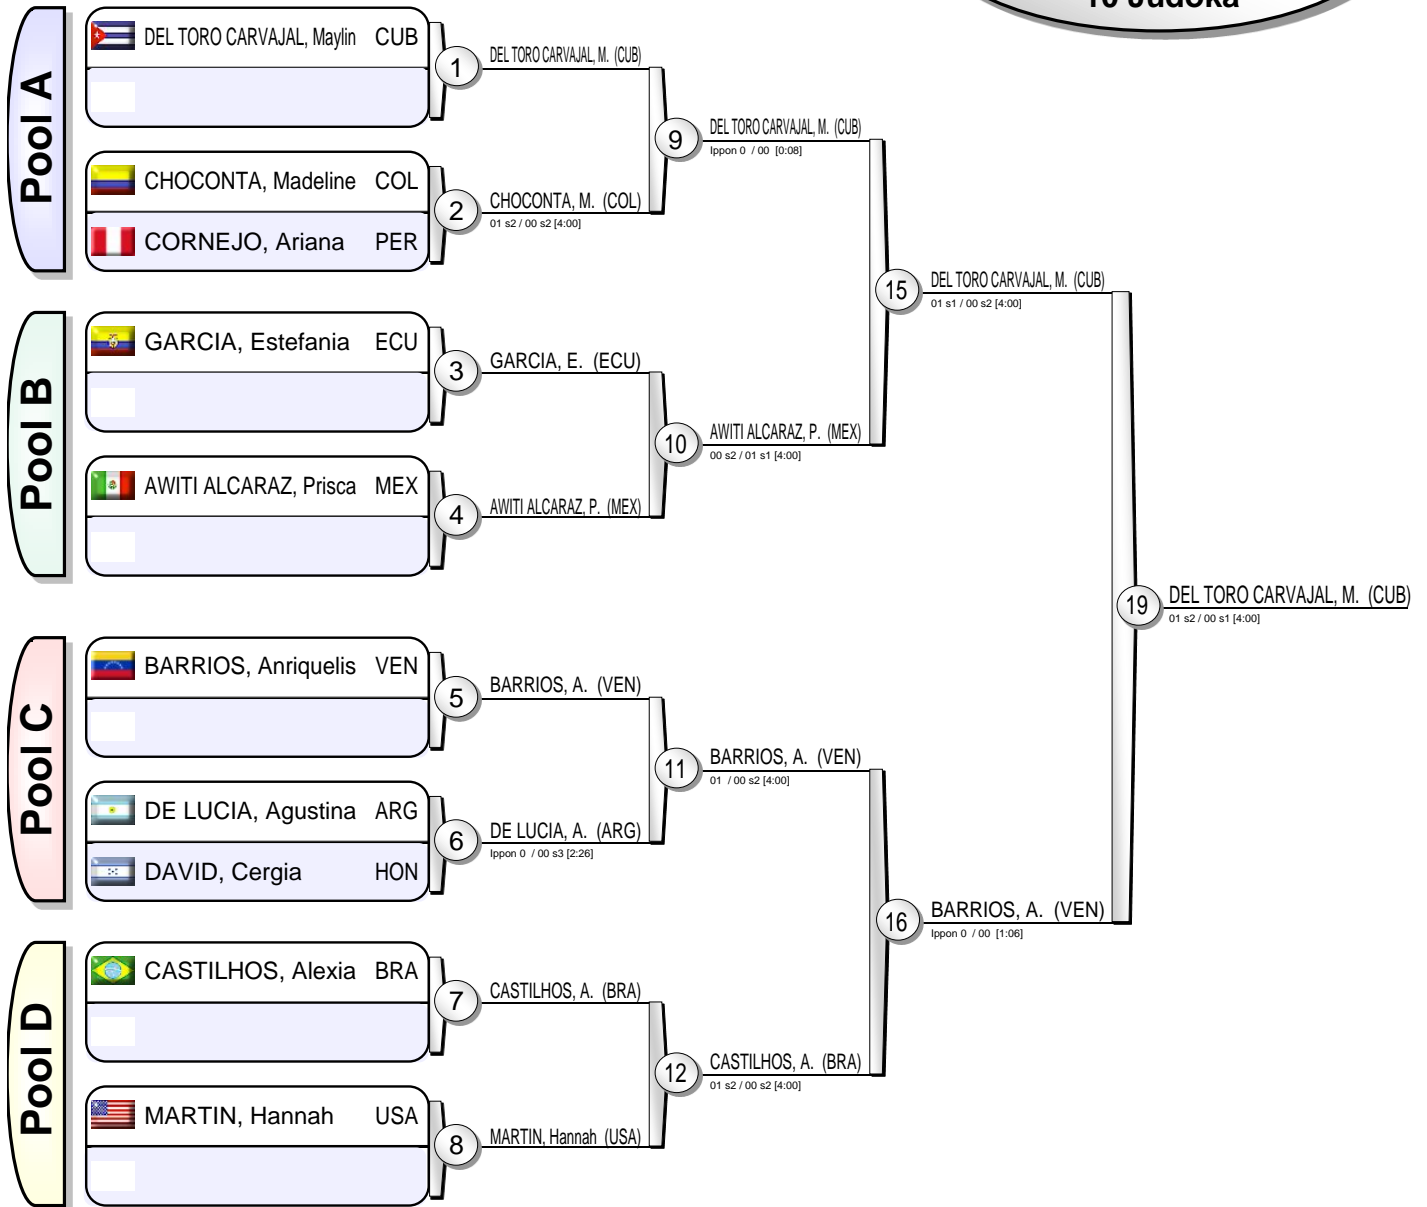 10 Judoka
Pool A
DEL TORO CARVAJAL, Maylin CUB
1
DEL TORO CARVAJAL, M. (CUB)
CHOCONTA, Madeline COL
CORNEJO, Ariana PER
2
CHOCONTA, M. (COL)
01 s2 / 00 s2 [4:00]
9
DEL TORO CARVAJAL, M. (CUB)
Ippon 0 / 00 [0:08]
Pool B
GARCIA, Estefania ECU
3
GARCIA, E. (ECU)
AWITI ALCARAZ, Prisca MEX
4
AWITI ALCARAZ, P. (MEX)
10
AWITI ALCARAZ, P. (MEX)
00 s2 / 01 s1 [4:00]
15
DEL TORO CARVAJAL, M. (CUB)
01 s1 / 00 s2 [4:00]
Pool C
BARRIOS, Anriquelis VEN
5
BARRIOS, A. (VEN)
DE LUCIA, Agustina ARG
DAVID, Cergia HON
6
DE LUCIA, A. (ARG)
Ippon 0 / 00 s3 [2:26]
11
BARRIOS, A. (VEN)
01 / 00 s2 [4:00]
Pool D
CASTILHOS, Alexia BRA
7
CASTILHOS, A. (BRA)
MARTIN, Hannah USA
8
MARTIN, Hannah (USA)
12
CASTILHOS, A. (BRA)
01 s2 / 00 s2 [4:00]
16
BARRIOS, A. (VEN)
Ippon 0 / 00 [1:06]
19
DEL TORO CARVAJAL, M. (CUB)
01 s2 / 00 s1 [4:00]